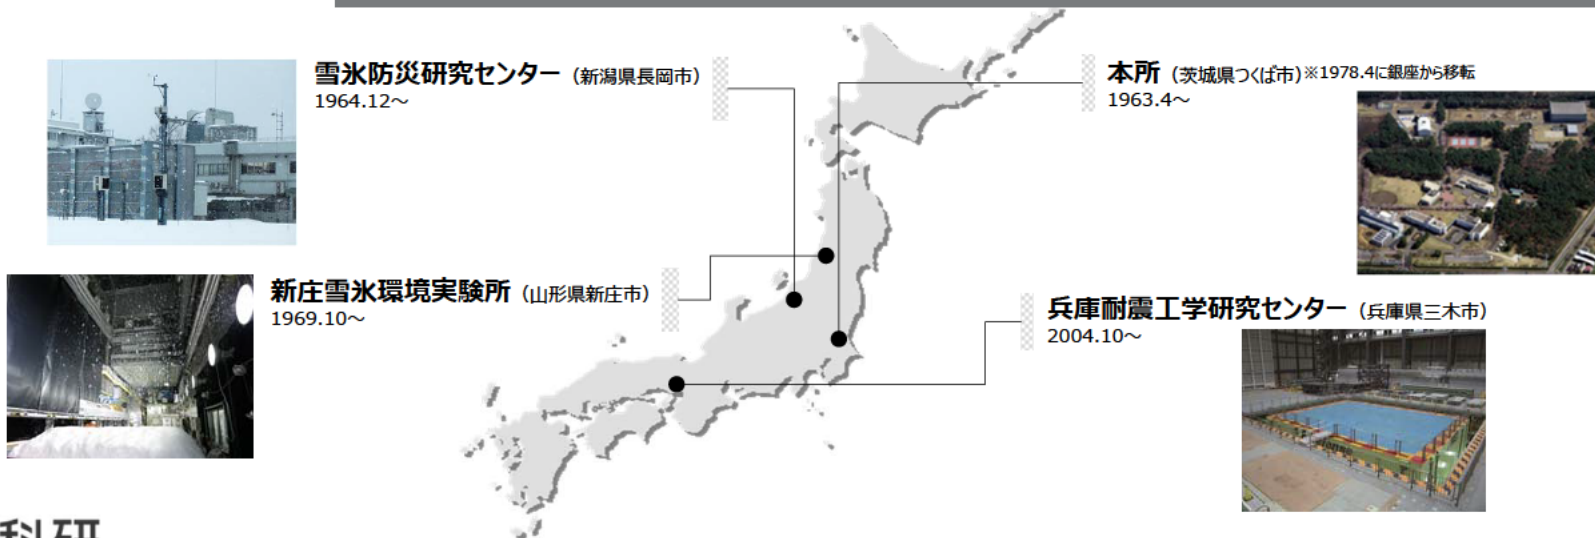 雪氷防災研究センター（新潟県長岡市）
1964.12～
本所（茨城県つくば市）※1978.4に銀座から移転
1963.4～
新庄雪氷環境実験所（山形県新庄市）
1969.10～
兵庫耐震工学研究センター（兵庫県三木市）
2004.10～
科研